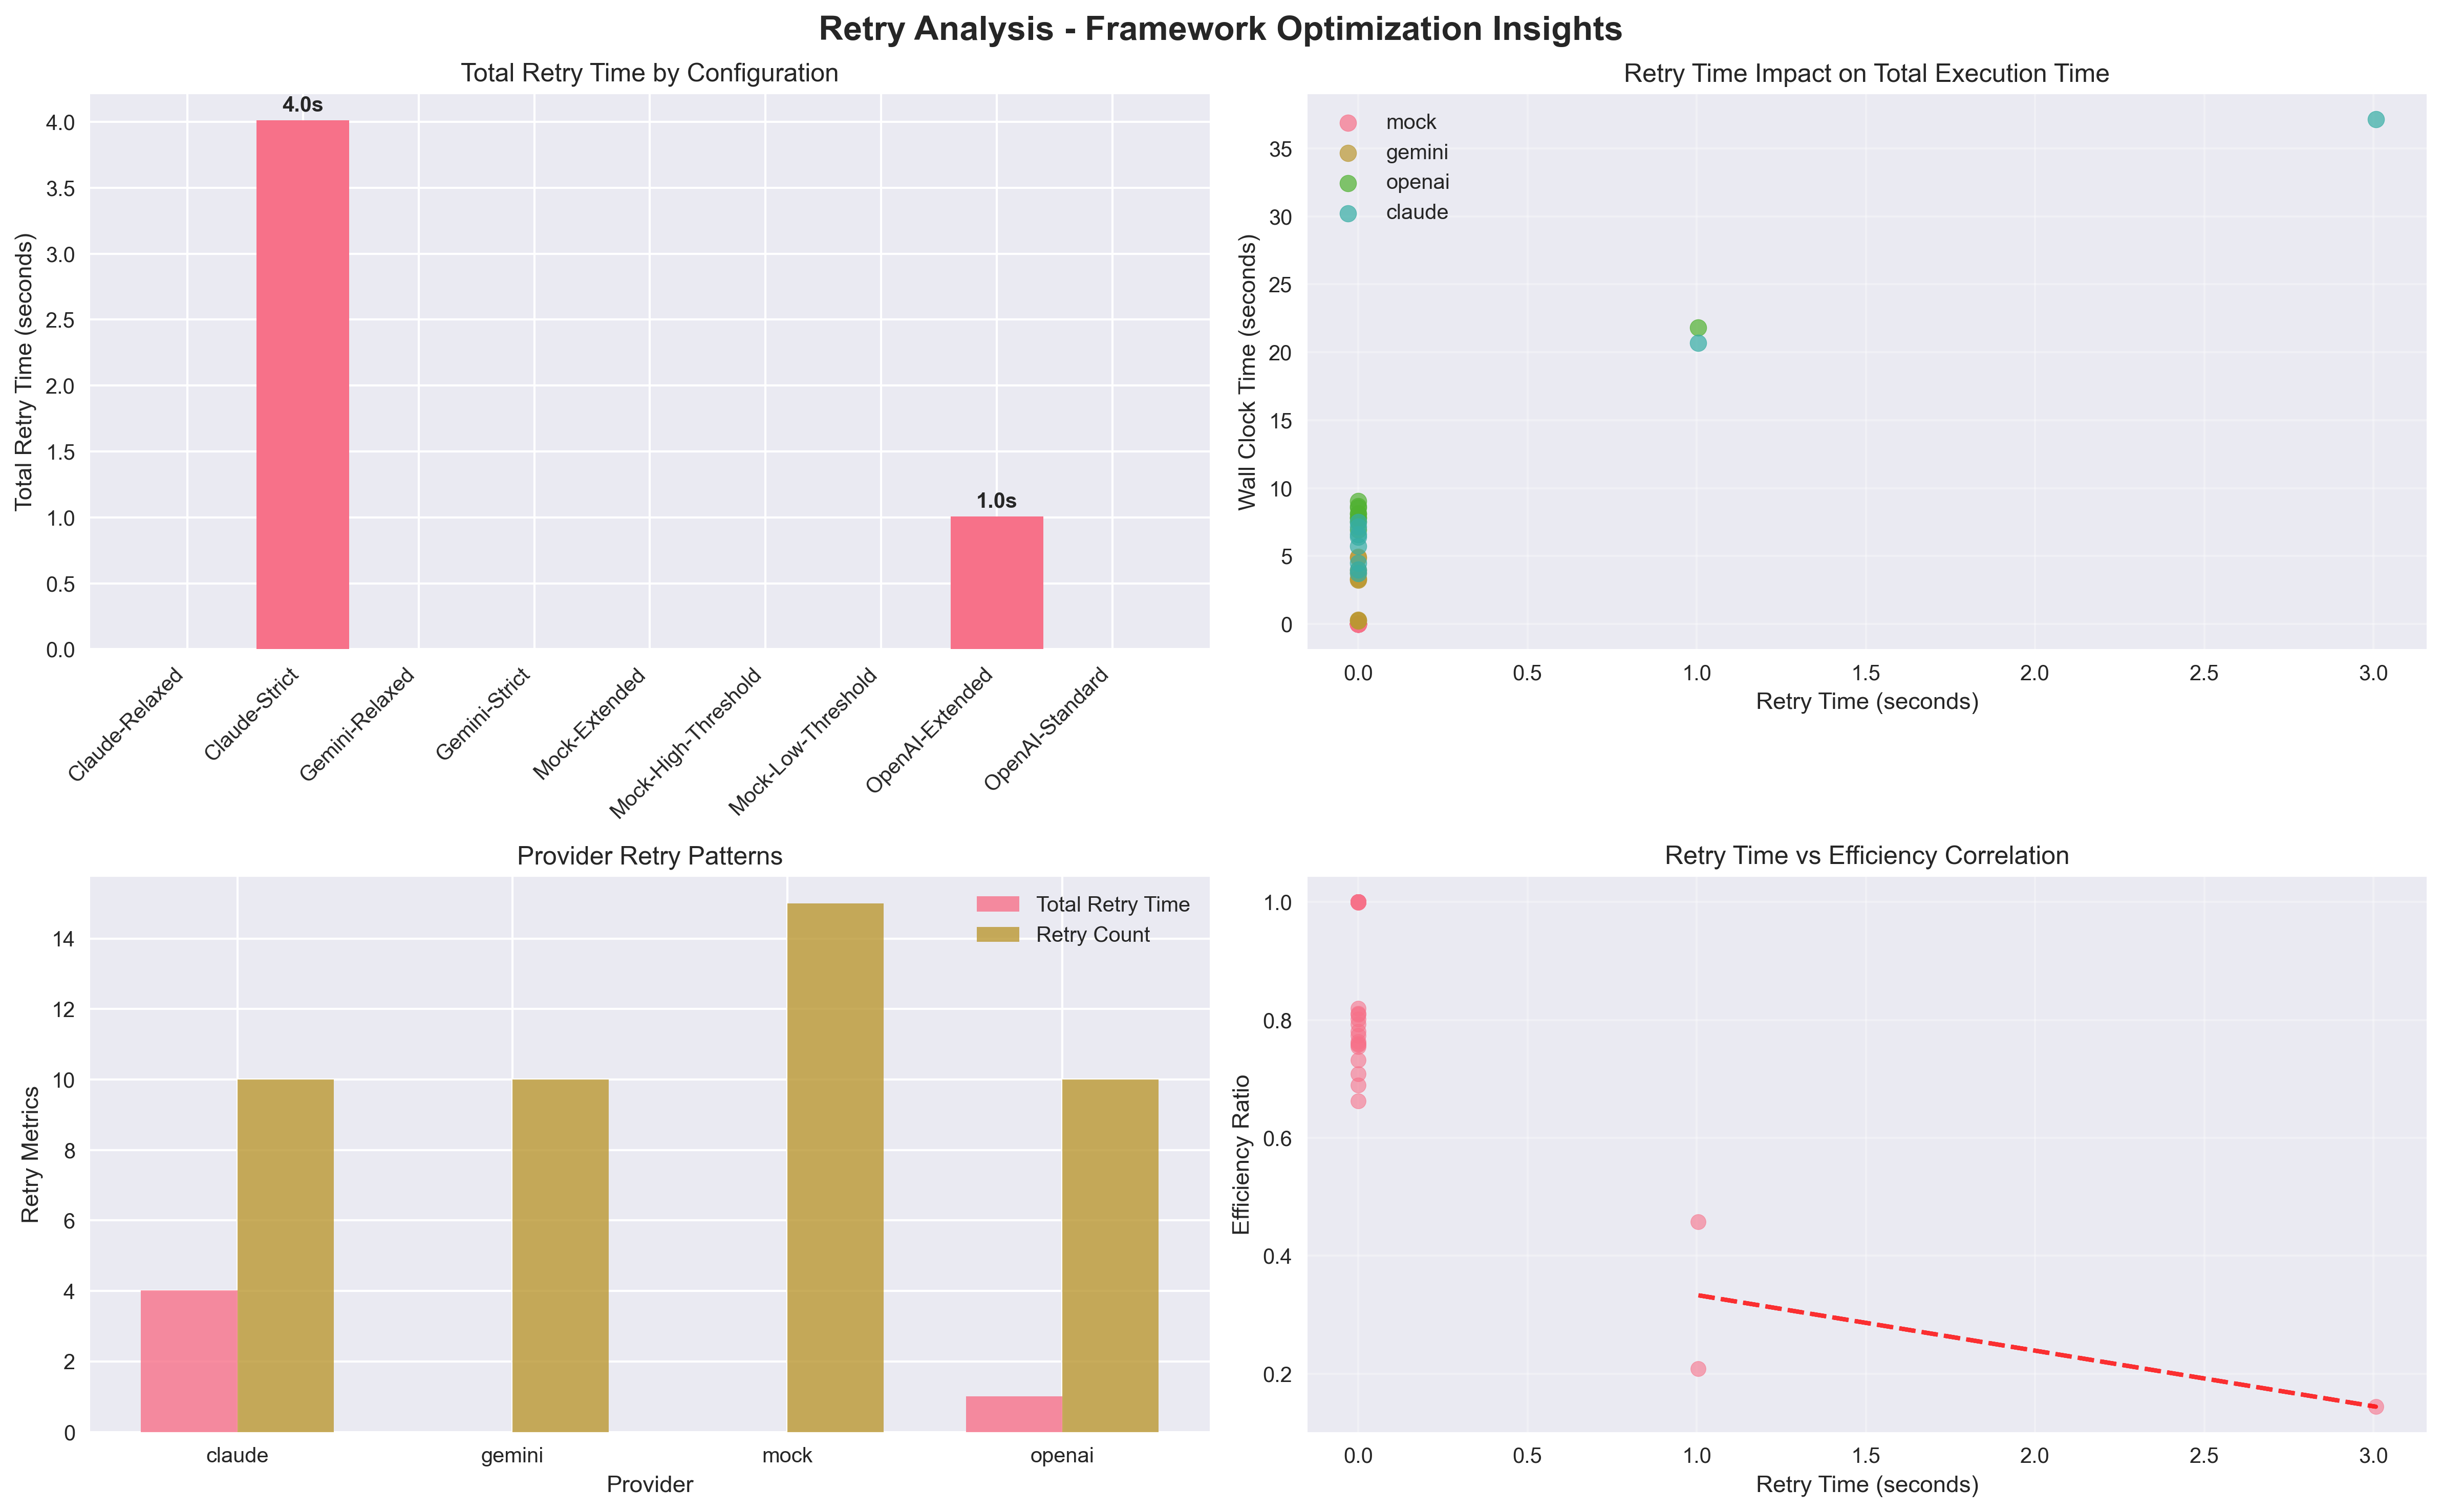 Retry Analysis - Framework Optimization Insights
Total Retry Time by Configuration
Total Retry Time (seconds)
4.0
3.5
3.0
2.5
2.0
1.5
1.0
0.5
0.0
4.0s
1.0s
Claude-Relaxed
Claude-Strict
Gemini-Relaxed
Gemini-Strict
Mock-Extended
Mock-High-Threshold
Mock-Low-Threshold
OpenAI-Extended
OpenAI-Standard
Retry Time Impact on Total Execution Time
Wall Clock Time (seconds)
35
30
25
20
15
10
5
0
mock
gemini
openai
claude
0.0 0.5 1.0 1.5 2.0 2.5 3.0
Retry Time (seconds)
Provider Retry Patterns
Retry Metrics
14
12
10
8
6
4
2
0
Total Retry Time
Retry Count
claude gemini mock openai
Provider
Retry Time vs Efficiency Correlation
Efficiency Ratio
1.0
0.8
0.6
0.4
0.2
0.0 0.5 1.0 1.5 2.0 2.5 3.0
Retry Time (seconds)